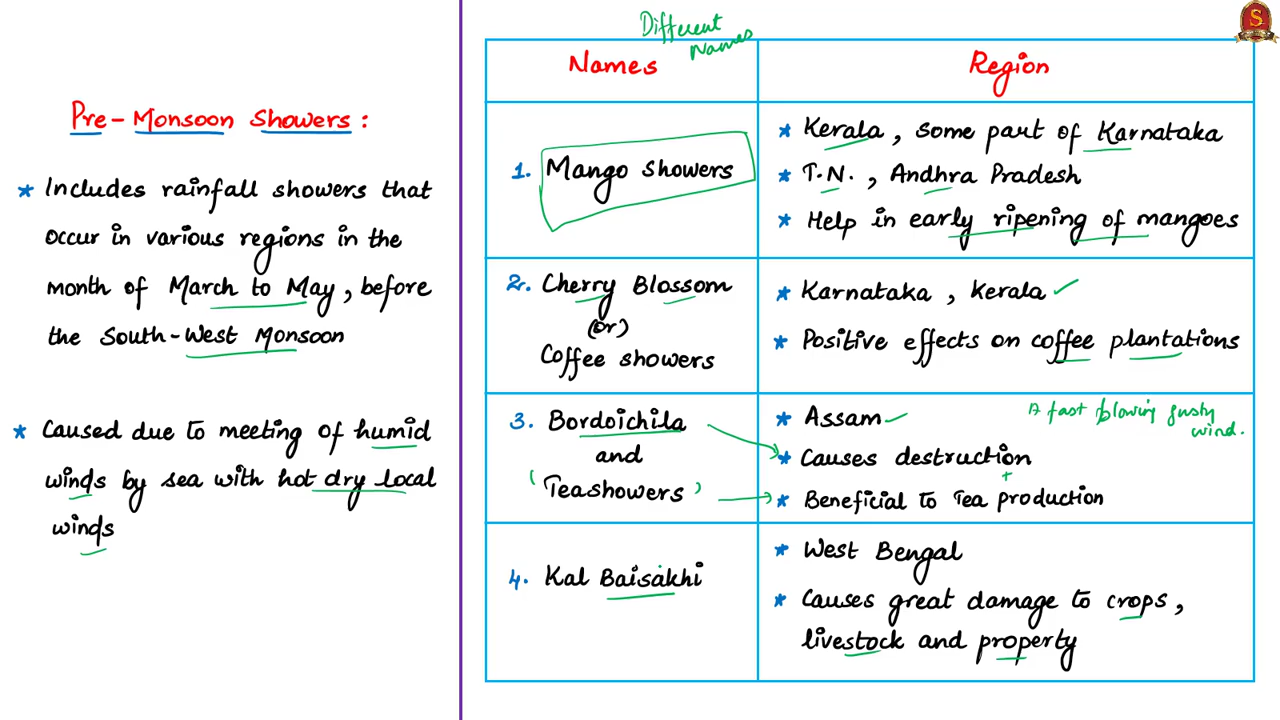 Pre-Monsoon Showers :
* Includes rainfall showers that
occur in various regions in the
month of March to May, before
the South-West Monsoon
* Caused due to meeting of humid
winds by sea with hot dry local
winds
Different
Names
Names
Region
1. Mango showers
* Kerala, some part of Karnataka
* T.N., Andhra Pradesh
* Help in early ripening of mangoes
2. Cherry Blossom
(or)
Coffee showers
* Karnataka, Kerala ✓
* Positive effects on coffee plantations
3. Bordoichila
and
'Teashowers'
* Assam ✓
A fast blowing gusty
wind.
* Causes destruction
+
* Beneficial to Tea production
4. Kal Baisakhi
* West Bengal
* Causes great damage to crops,
livestock and property
S